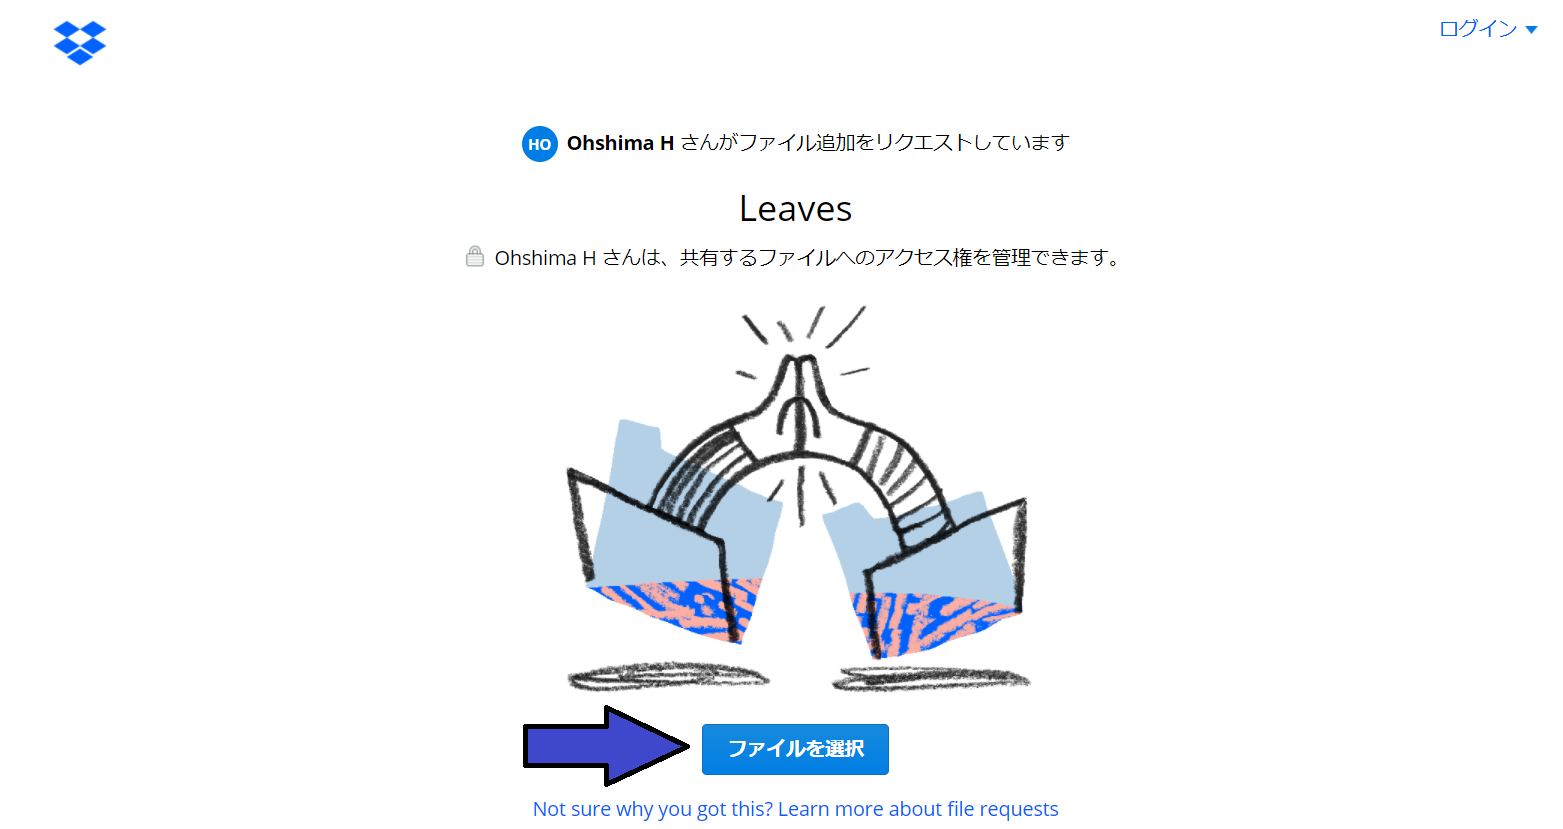 ログイン
HO Ohshima H さんがファイル追加をリクエストしています
Leaves
Ohshima H さんは、共有するファイルへのアクセス権を管理できます。
ファイルを選択
Not sure why you got this? Learn more about file requests